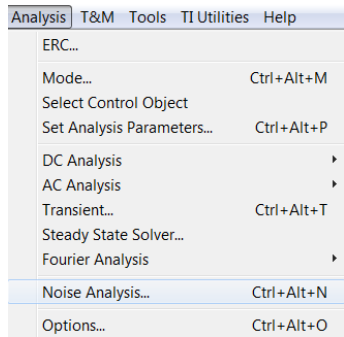 Analysis T&M Tools TI Utilities Help
ERC...
Mode... Ctrl+Alt+M
Select Control Object
Set Analysis Parameters... Ctrl+Alt+P
DC Analysis
AC Analysis
Transient... Ctrl+Alt+T
Steady State Solver...
Fourier Analysis
Noise Analysis... Ctrl+Alt+N
Options... Ctrl+Alt+O